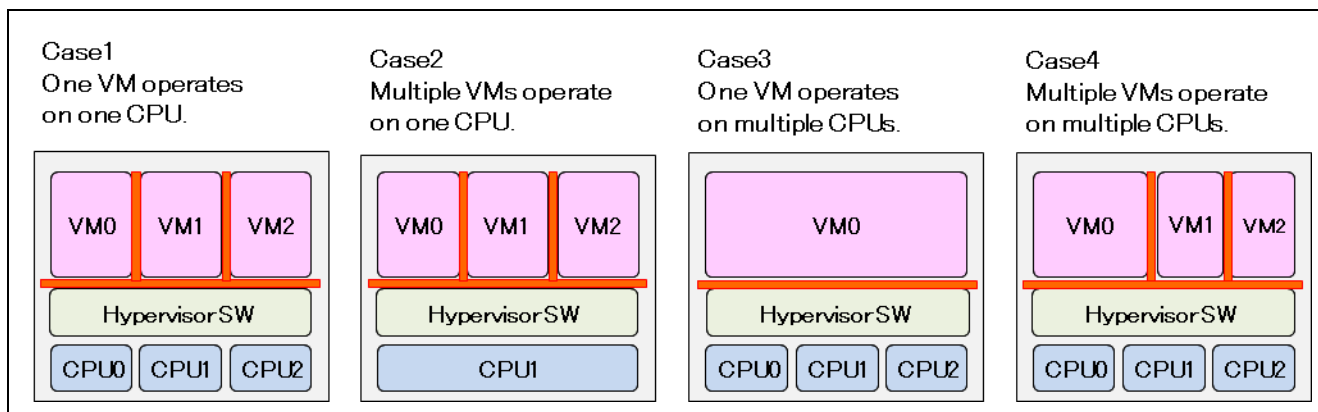 Case1
One VM operates
on one CPU.
VM0
VM1
VM2
Hypervisor SW
CPU0
CPU1
CPU2
Case2
Multiple VMs operate
on one CPU.
VM0
VM1
VM2
Hypervisor SW
CPU1
Case3
One VM operates
on multiple CPUs.
VM0
Hypervisor SW
CPU0
CPU1
CPU2
Case4
Multiple VMs operate
on multiple CPUs.
VM0
VM1
VM2
Hypervisor SW
CPU0
CPU1
CPU2